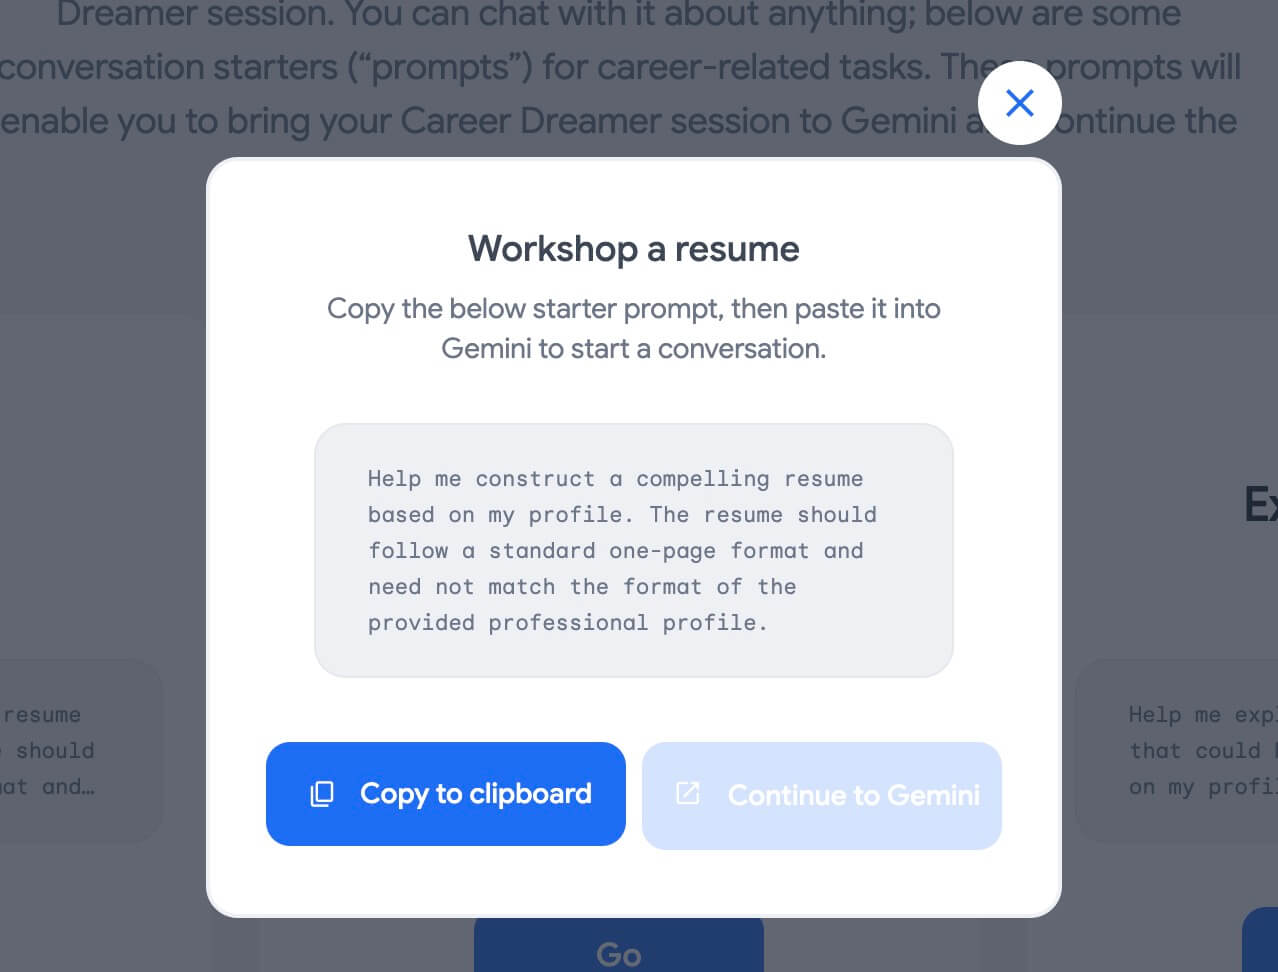 Dreamer session. You can chat with it about anything; below are some
conversation starters (“prompts”) for career-related tasks. These prompts will
enable you to bring your Career Dreamer session to Gemini and continue the
Workshop a resume
Copy the below starter prompt, then paste it into
Gemini to start a conversation.
Help me construct a compelling resume
based on my profile. The resume should
follow a standard one-page format and
need not match the format of the
provided professional profile.
Copy to clipboard
Continue to Gemini
resume
should
and…
Help me
that could
on my
Go